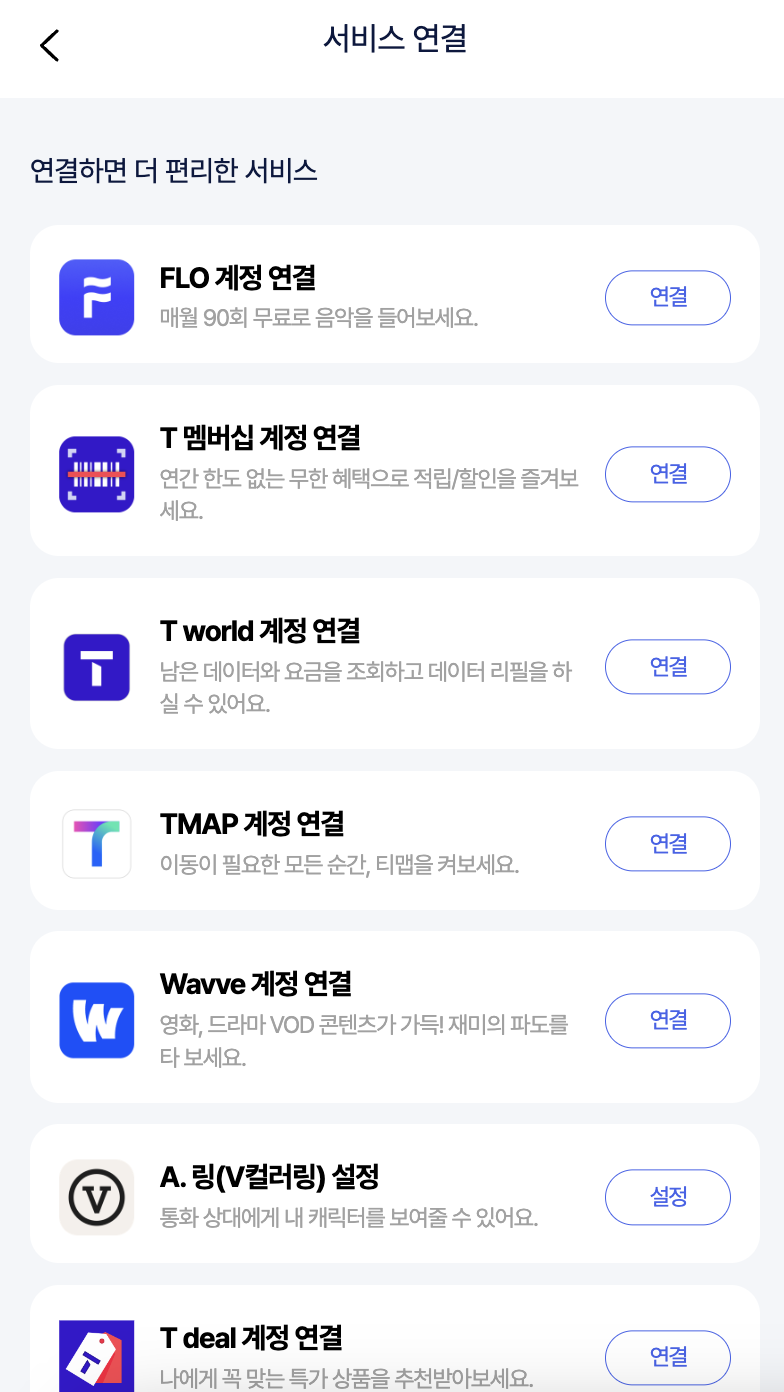 서비스 연결
연결하면 더 편리한 서비스
FLO 계정 연결
매월 90회 무료로 음악을 들어보세요.
연결
T 멤버십 계정 연결
연간 한도 없는 무한 혜택으로 적립/할인을 즐겨보
세요.
연결
T world 계정 연결
남은 데이터와 요금을 조회하고 데이터 리필을 하
실 수 있어요.
연결
TMAP 계정 연결
이동이 필요한 모든 순간, 티맵을 켜보세요.
연결
Wavve 계정 연결
영화, 드라마 VOD 콘텐츠가 가득! 재미의 파도를
타 보세요.
연결
A. 링(V컬러링) 설정
통화 상대에게 내 캐릭터를 보여줄 수 있어요.
설정
T deal 계정 연결
나에게 꼭 맞는 특가 상품을 추천받아보세요.
연결